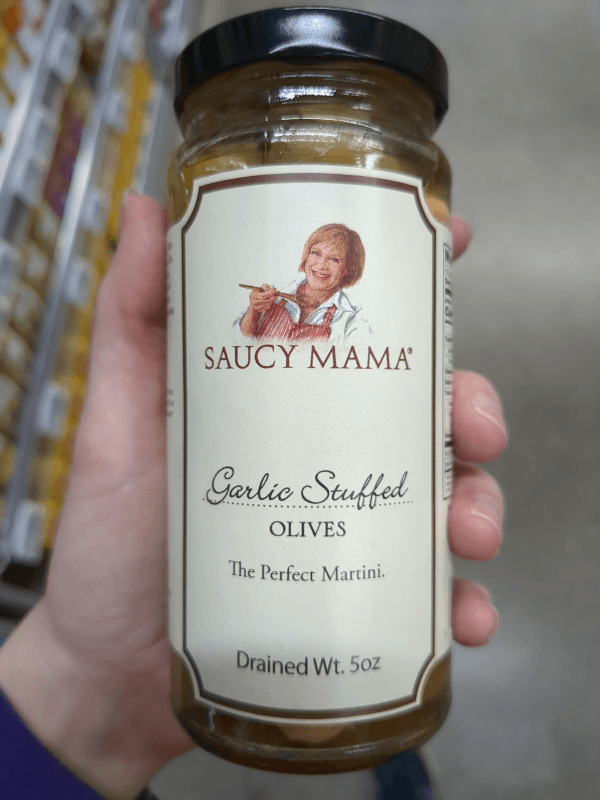 SAUCY MAMA®
Garlic Stuffed
OLIVES
The Perfect Martini.
Drained Wt. 5oz